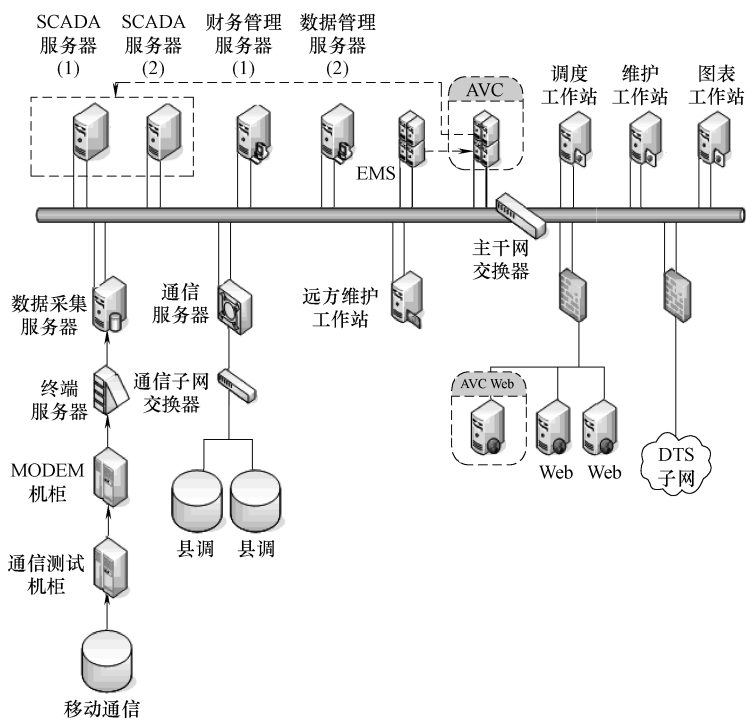 SCADA
服务器
(1)
SCADA
服务器
(2)
财务管理
服务器
(1)
数据管理
服务器
(2)
AVC
调度
工作站
维护
工作站
图表
工作站
EMS
主干网
交换器
数据采集
服务器
通信
服务器
远方维护
工作站
终端
服务器
通信子网
交换器
AVC Web
Web
Web
DTS
子网
MODEM
机柜
县调
县调
通信测试
机柜
移动通信